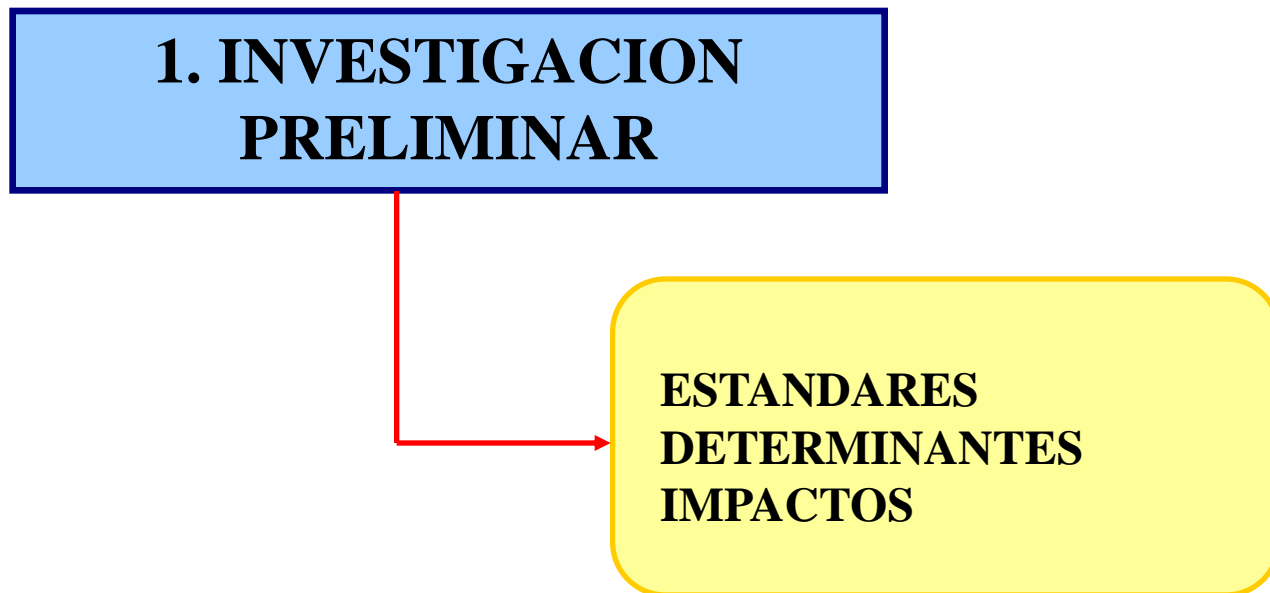 1. INVESTIGACION
PRELIMINAR
ESTANDARES
DETERMINANTES
IMPACTOS